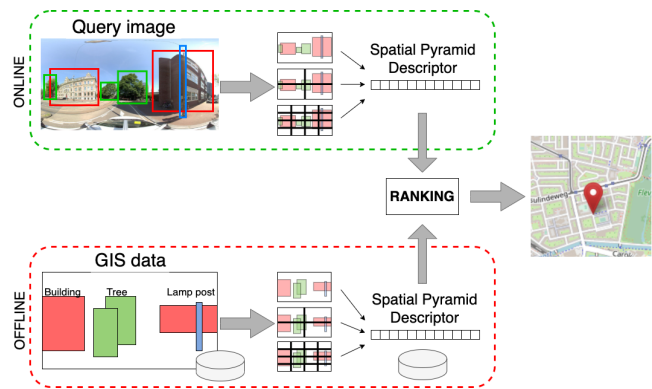 Query image
ONLINE
Spatial Pyramid
Descriptor
RANKING
GIS data
OFFLINE
Building
Tree
Lamp post
Spatial Pyramid
Descriptor